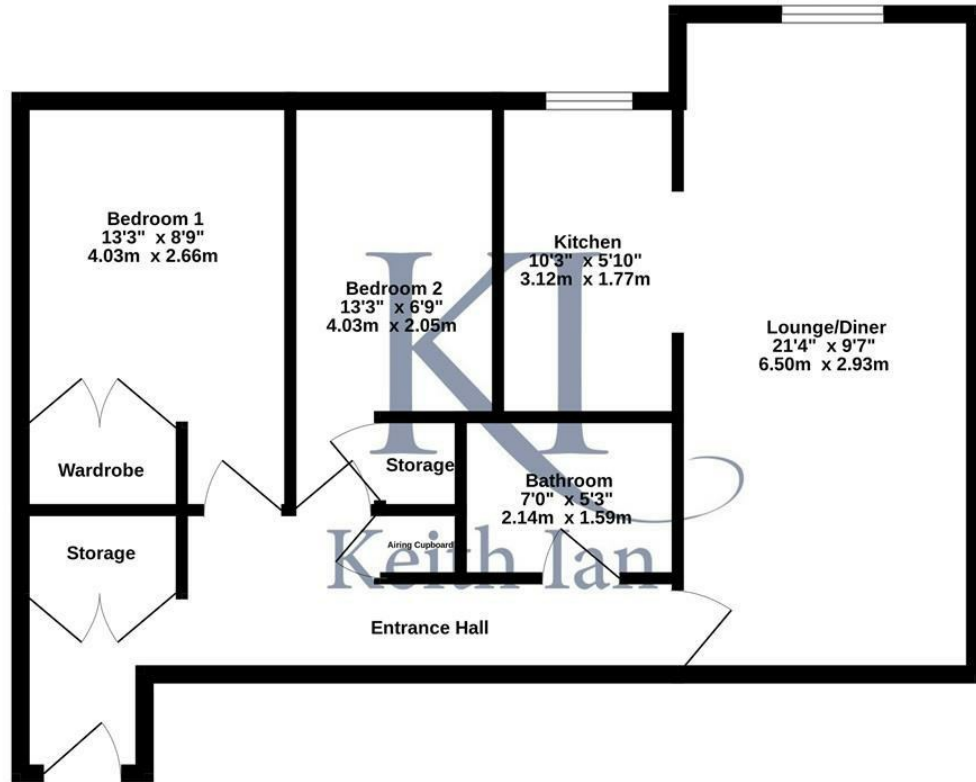 Bedroom 1
13'3" x 8'9"
4.03m x 2.66m
Bedroom 2
13'3" x 6'9"
4.03m x 2.05m
Kitchen
10'3" x 5'10"
3.12m x 1.77m
Lounge/Diner
21'4" x 9'7"
6.50m x 2.93m
Wardrobe
Storage
Bathroom
7'0" x 5'3"
2.14m x 1.59m
Storage
Airing Cupboard
Entrance Hall
KI
Keith Ian